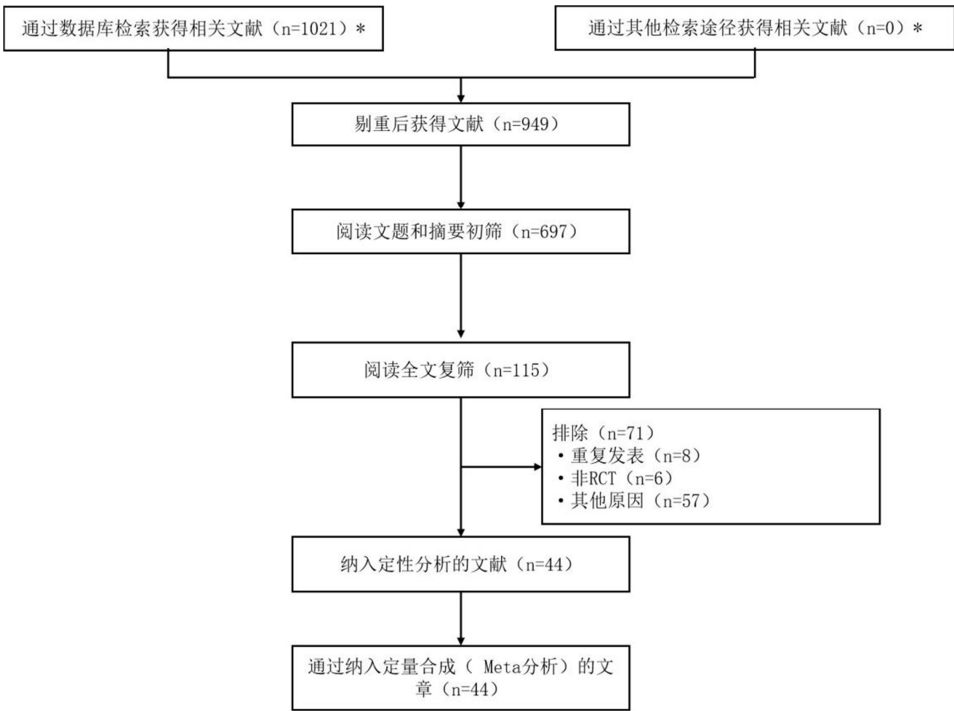 通过数据库检索获得相关文献（n=1021）*
通过其他检索途径获得相关文献（n=0）*
剔重后获得文献（n=949）
阅读文题和摘要初筛（n=697）
阅读全文复筛（n=115）
排除（n=71）
·重复发表（n=8）
·非RCT（n=6）
·其他原因（n=57）
纳入定性分析的文献（n=44）
通过纳入定量合成（ Meta分析）的文
章（n=44）